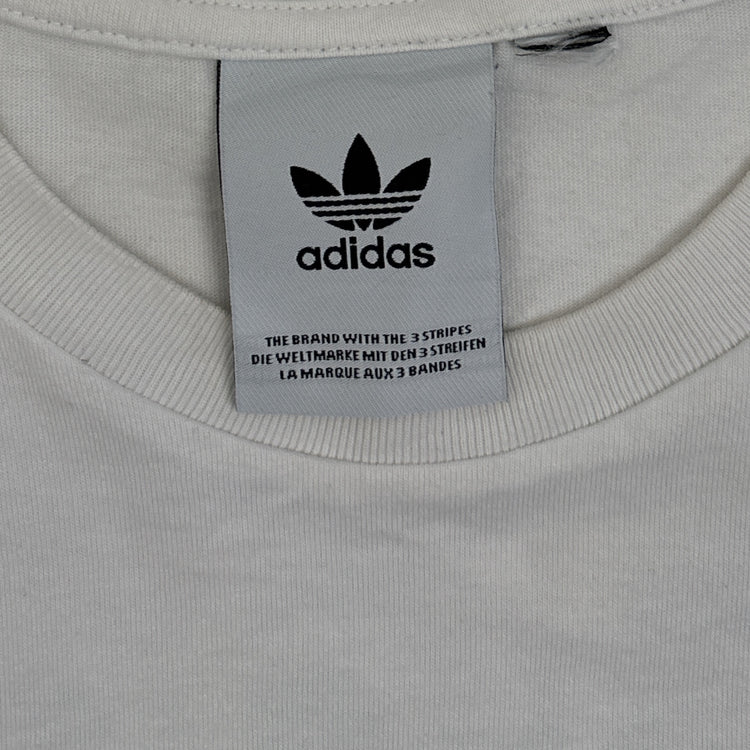 adidas
THE BRAND WITH THE 3 STRIPES
DIE WELTMARKE MIT DEN 3 STREIFEN
LA MARQUE AUX 3 BANDES